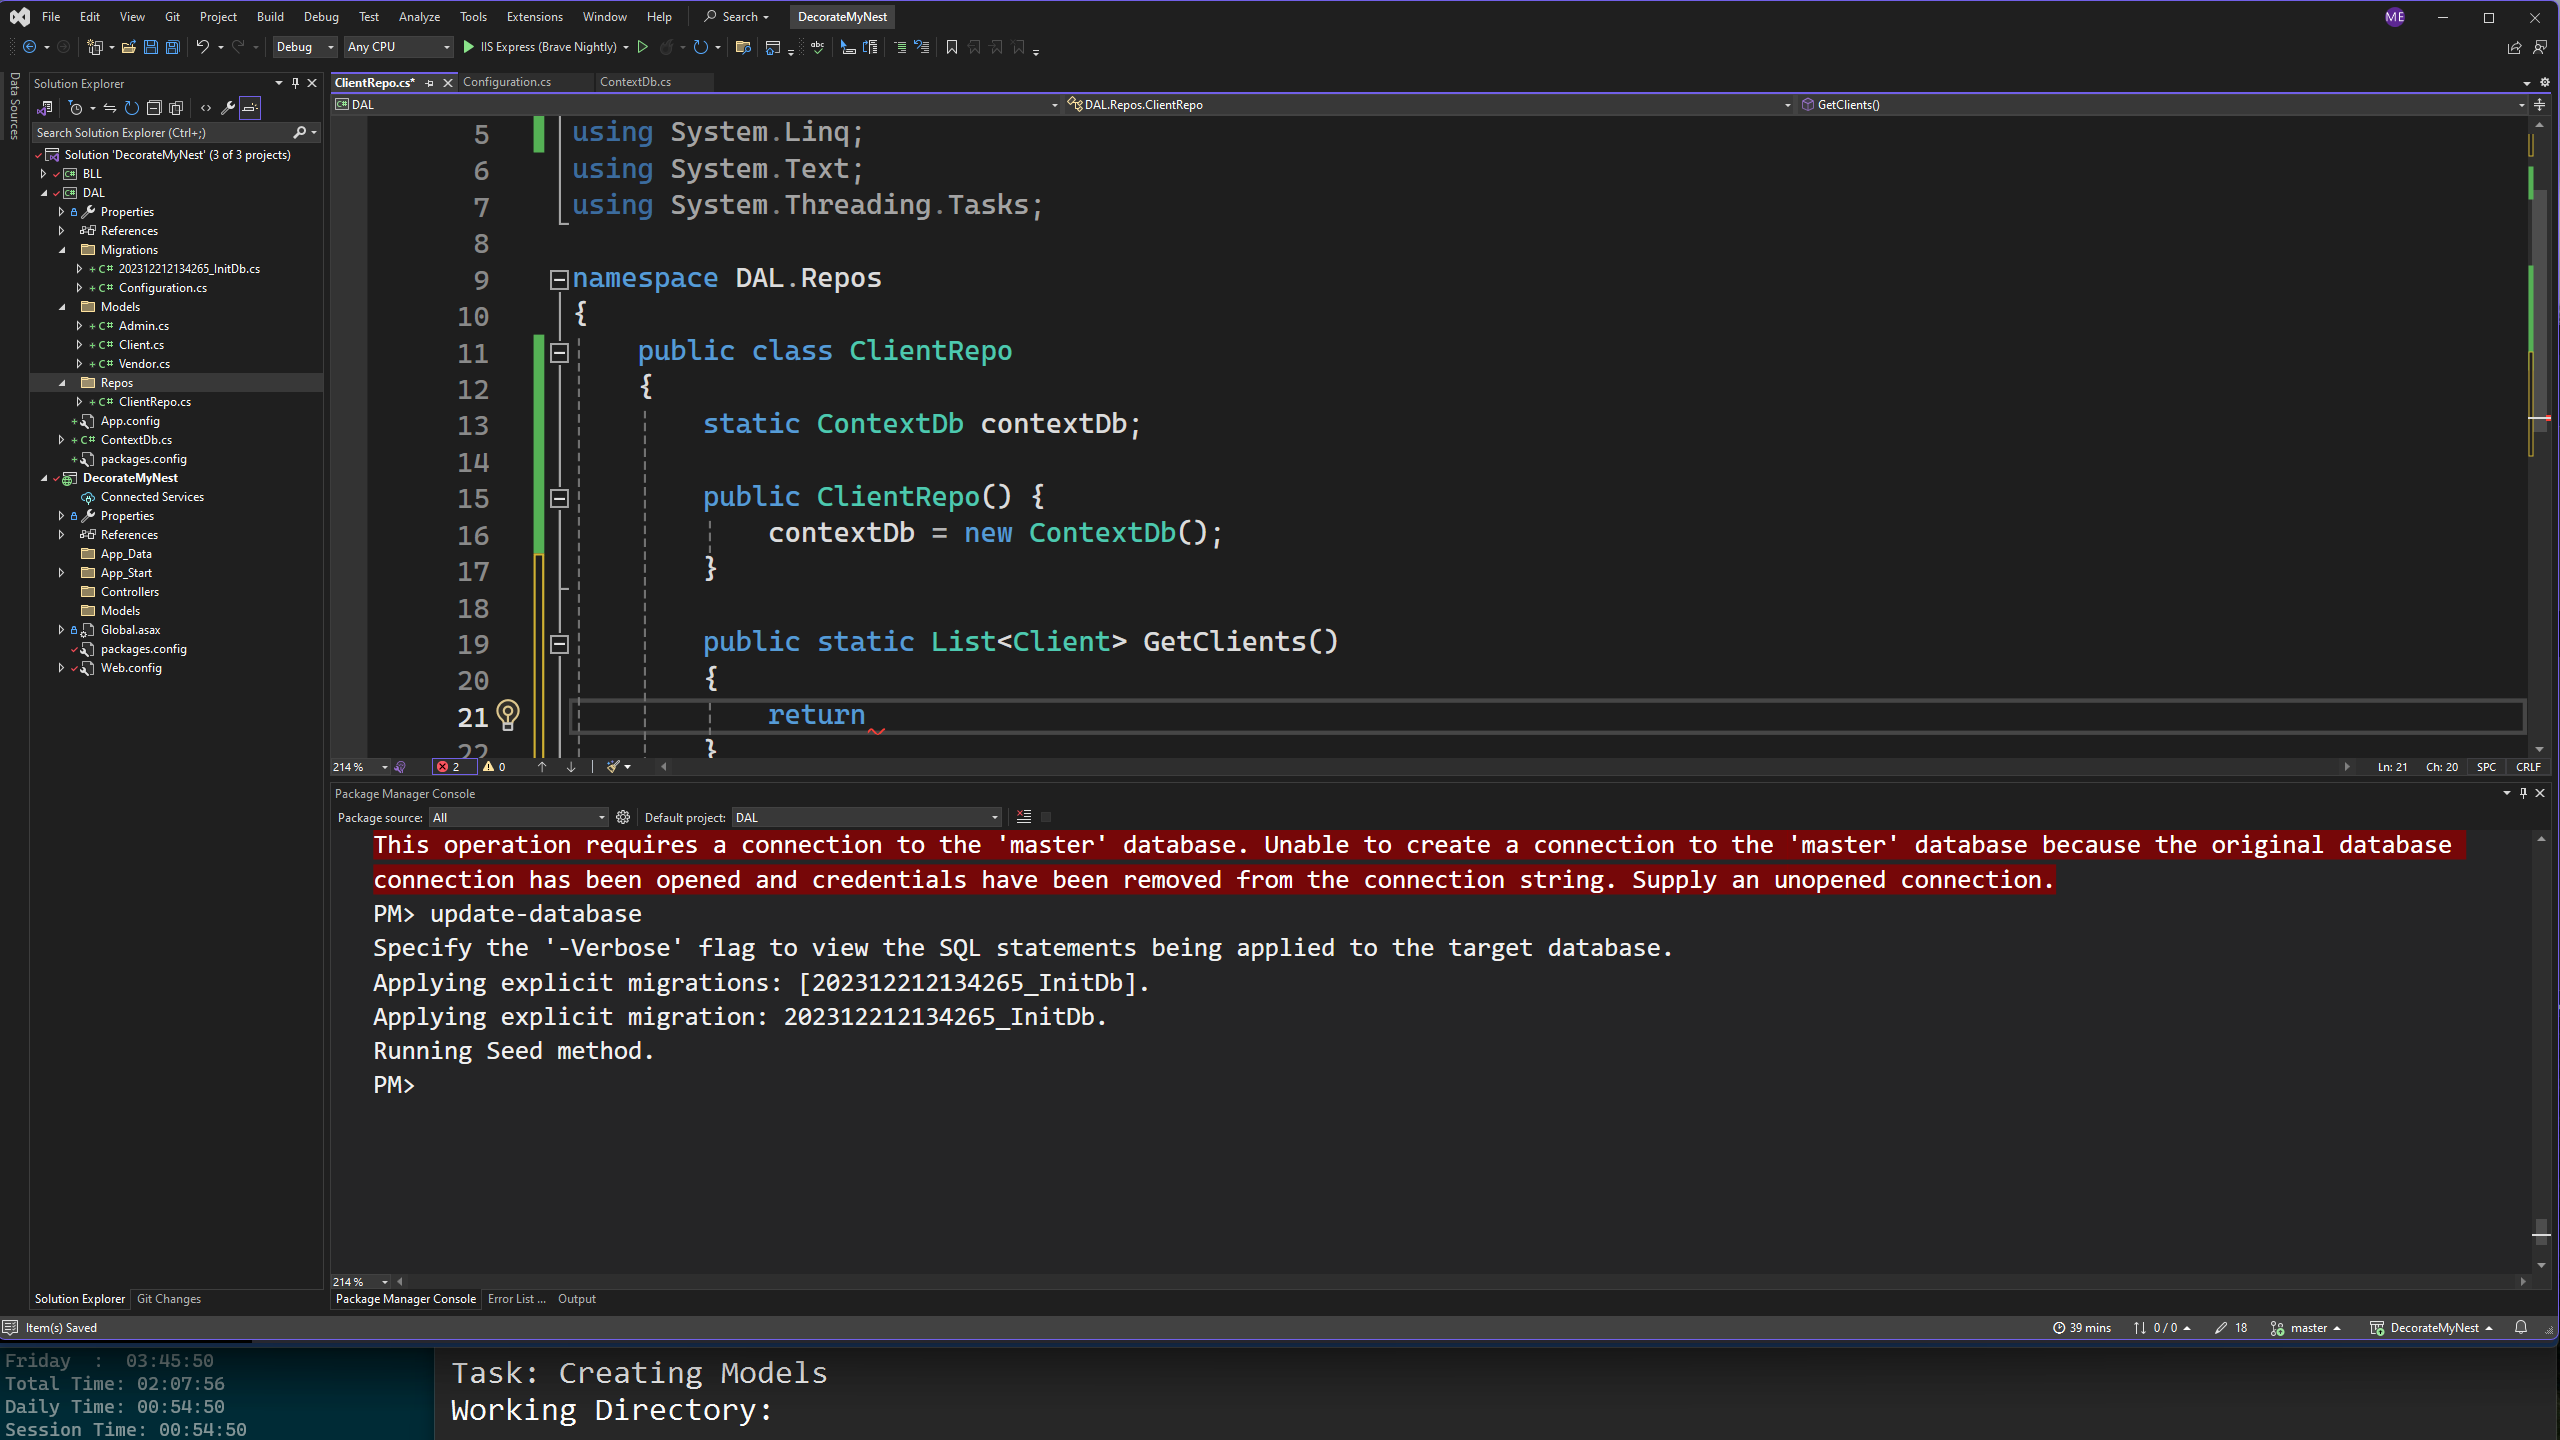 File Edit View Git Project Build Debug Test Analyze Tools Extensions Window Help Search DecorateMyNest ME
Debug Any CPU IIS Express (Brave Nightly)
Data Sources
Solution Explorer
Search Solution Explorer (Ctrl+;)
Solution 'DecorateMyNest' (3 of 3 projects)
BLL
DAL
Properties
References
Migrations
202312212134265_InitDb.cs
Configuration.cs
Models
Admin.cs
Client.cs
Vendor.cs
Repos
ClientRepo.cs
App.config
ContextDb.cs
packages.config
DecorateMyNest
Connected Services
Properties
References
App_Data
App_Start
Controllers
Models
Global.asax
packages.config
Web.config
Solution Explorer Git Changes
ClientRepo.cs* Configuration.cs ContextDb.cs
DAL DAL.Repos.ClientRepo GetClients()
5 using System.Linq;
6 using System.Text;
7 using System.Threading.Tasks;
8
9 namespace DAL.Repos
10 {
11 public class ClientRepo
12 {
13 static ContextDb contextDb;
14
15 public ClientRepo() {
16 contextDb = new ContextDb();
17 }
18
19 public static List<Client> GetClients()
20 {
21 return
22 }
214 % 2 0 Ln: 21 Ch: 20 SPC CRLF
Package Manager Console
Package source: All Default project: DAL
This operation requires a connection to the 'master' database. Unable to create a connection to the 'master' database because the original database
connection has been opened and credentials have been removed from the connection string. Supply an unopened connection.
PM> update-database
Specify the '-Verbose' flag to view the SQL statements being applied to the target database.
Applying explicit migrations: [202312212134265_InitDb].
Applying explicit migration: 202312212134265_InitDb.
Running Seed method.
PM>
214 %
Package Manager Console Error List ... Output
Item(s) Saved 39 mins 0 / 0 18 master DecorateMyNest
Friday : 03:45:50
Total Time: 02:07:56
Daily Time: 00:54:50
Session Time: 00:54:50
Task: Creating Models
Working Directory: